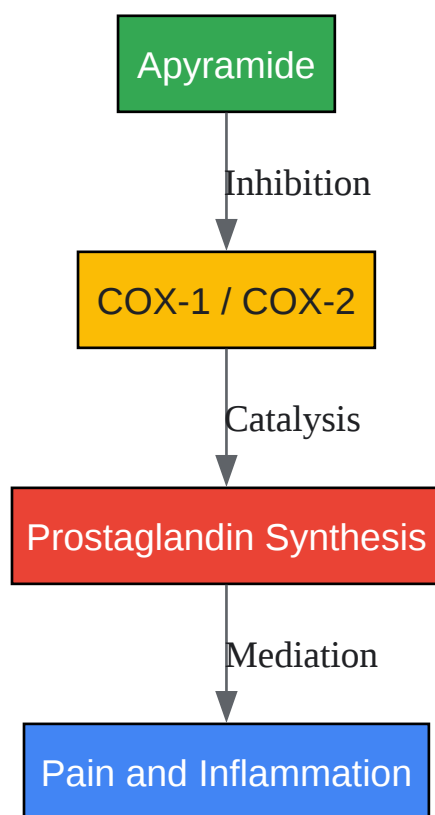 Apyramide
Inhibition
COX-1 / COX-2
Catalysis
Prostaglandin Synthesis
Mediation
Pain and Inflammation